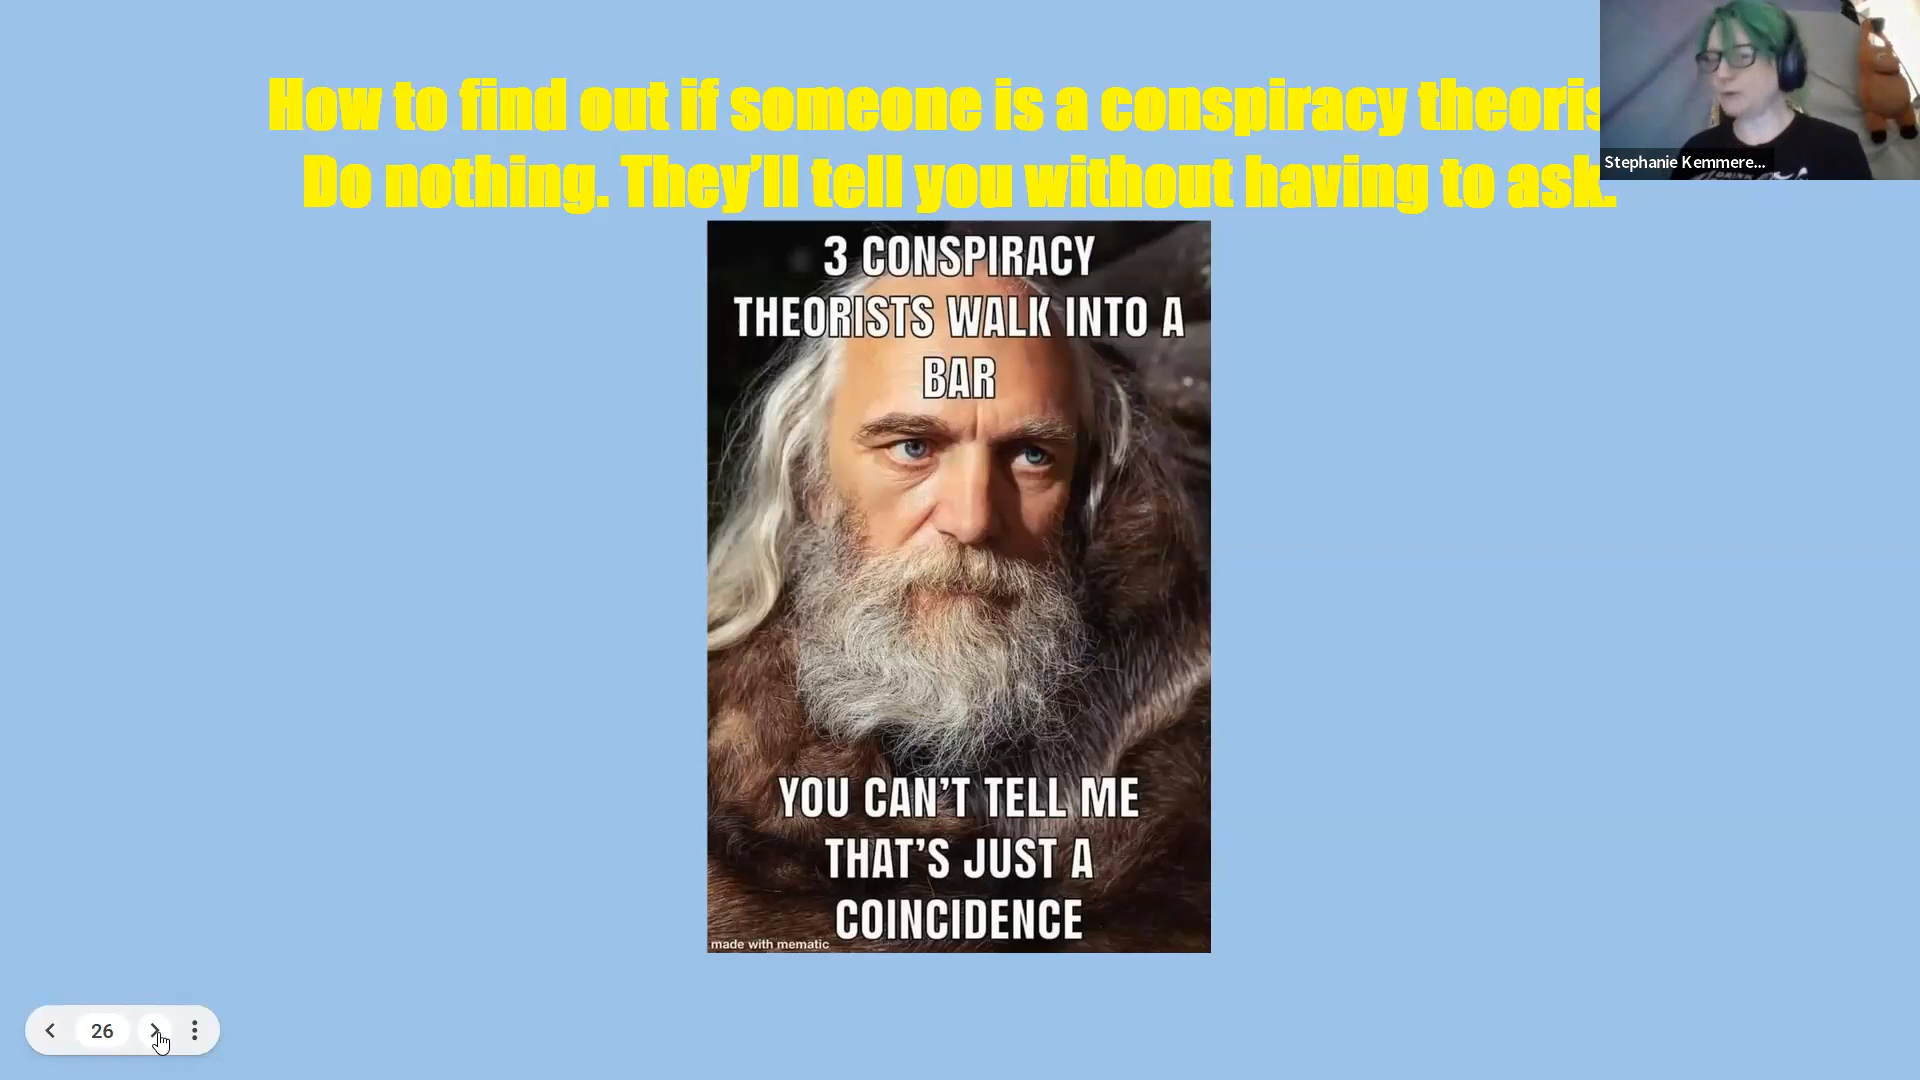 How to find out if someone is a conspiracy
Do nothing. They'll tell you without having to ask.
Stephanie Kemmere...
3 CONSPIRACY
THEORISTS WALK INTO A
BAR
YOU CAN'T TELL ME
THAT'S JUST A
COINCIDENCE
made with mematic
26